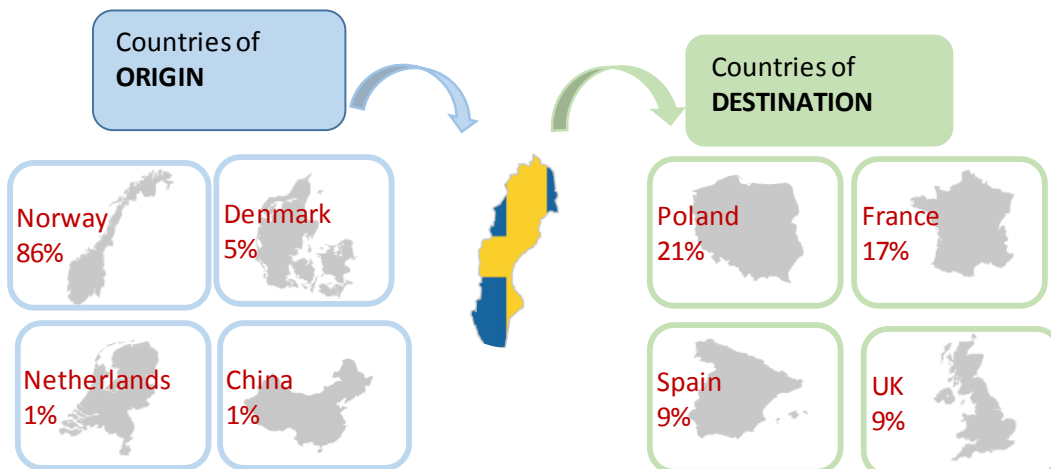 Countries of
ORIGIN
Countries of
DESTINATION
Norway
86%
Denmark
5%
Netherlands
1%
China
1%
Poland
21%
France
17%
Spain
9%
UK
9%